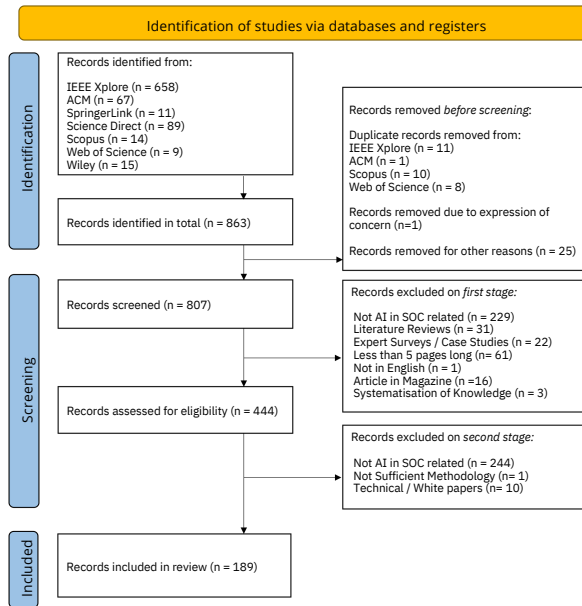 Identification of studies via databases and registers
Identification
Records identified from:
IEEE Xplore (n = 658)
ACM (n = 67)
SpringerLink (n = 11)
Science Direct (n = 89)
Scopus (n = 14)
Web of Science (n = 9)
Wiley (n = 15)
Records identified in total (n = 863)
Records removed before screening:
Duplicate records removed from:
IEEE Xplore (n = 11)
ACM (n = 1)
Scopus (n = 10)
Web of Science (n = 8)
Records removed due to expression of
concern (n=1)
Records removed for other reasons (n = 25)
Screening
Records screened (n = 807)
Records excluded on first stage:
Not AI in SOC related (n = 229)
Literature Reviews (n = 31)
Expert Surveys / Case Studies (n = 22)
Less than 5 pages long (n= 61)
Not in English (n = 1)
Article in Magazine (n =16)
Systematisation of Knowledge (n = 3)
Records assessed for eligibility (n = 444)
Records excluded on second stage:
Not AI in SOC related (n = 244)
Not Sufficient Methodology (n= 1)
Technical / White papers (n= 10)
Included
Records included in review (n = 189)